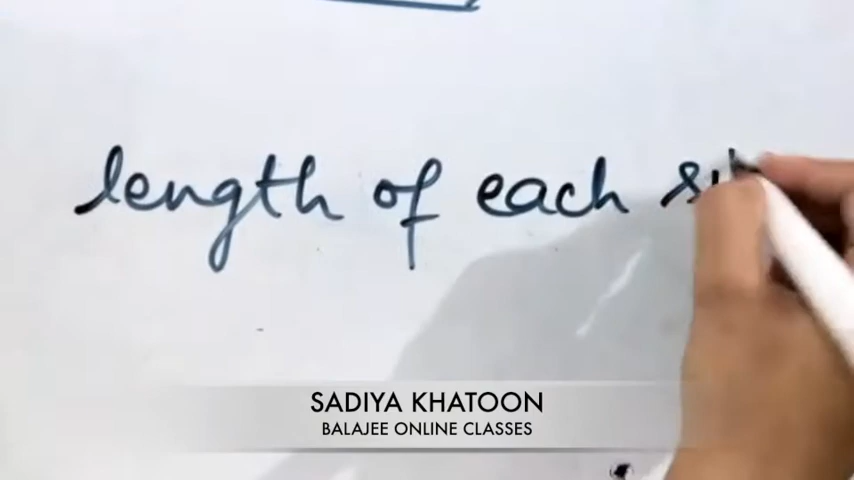 length of each
SADIYA KHATOON
BALAJEE ONLINE CLASSES